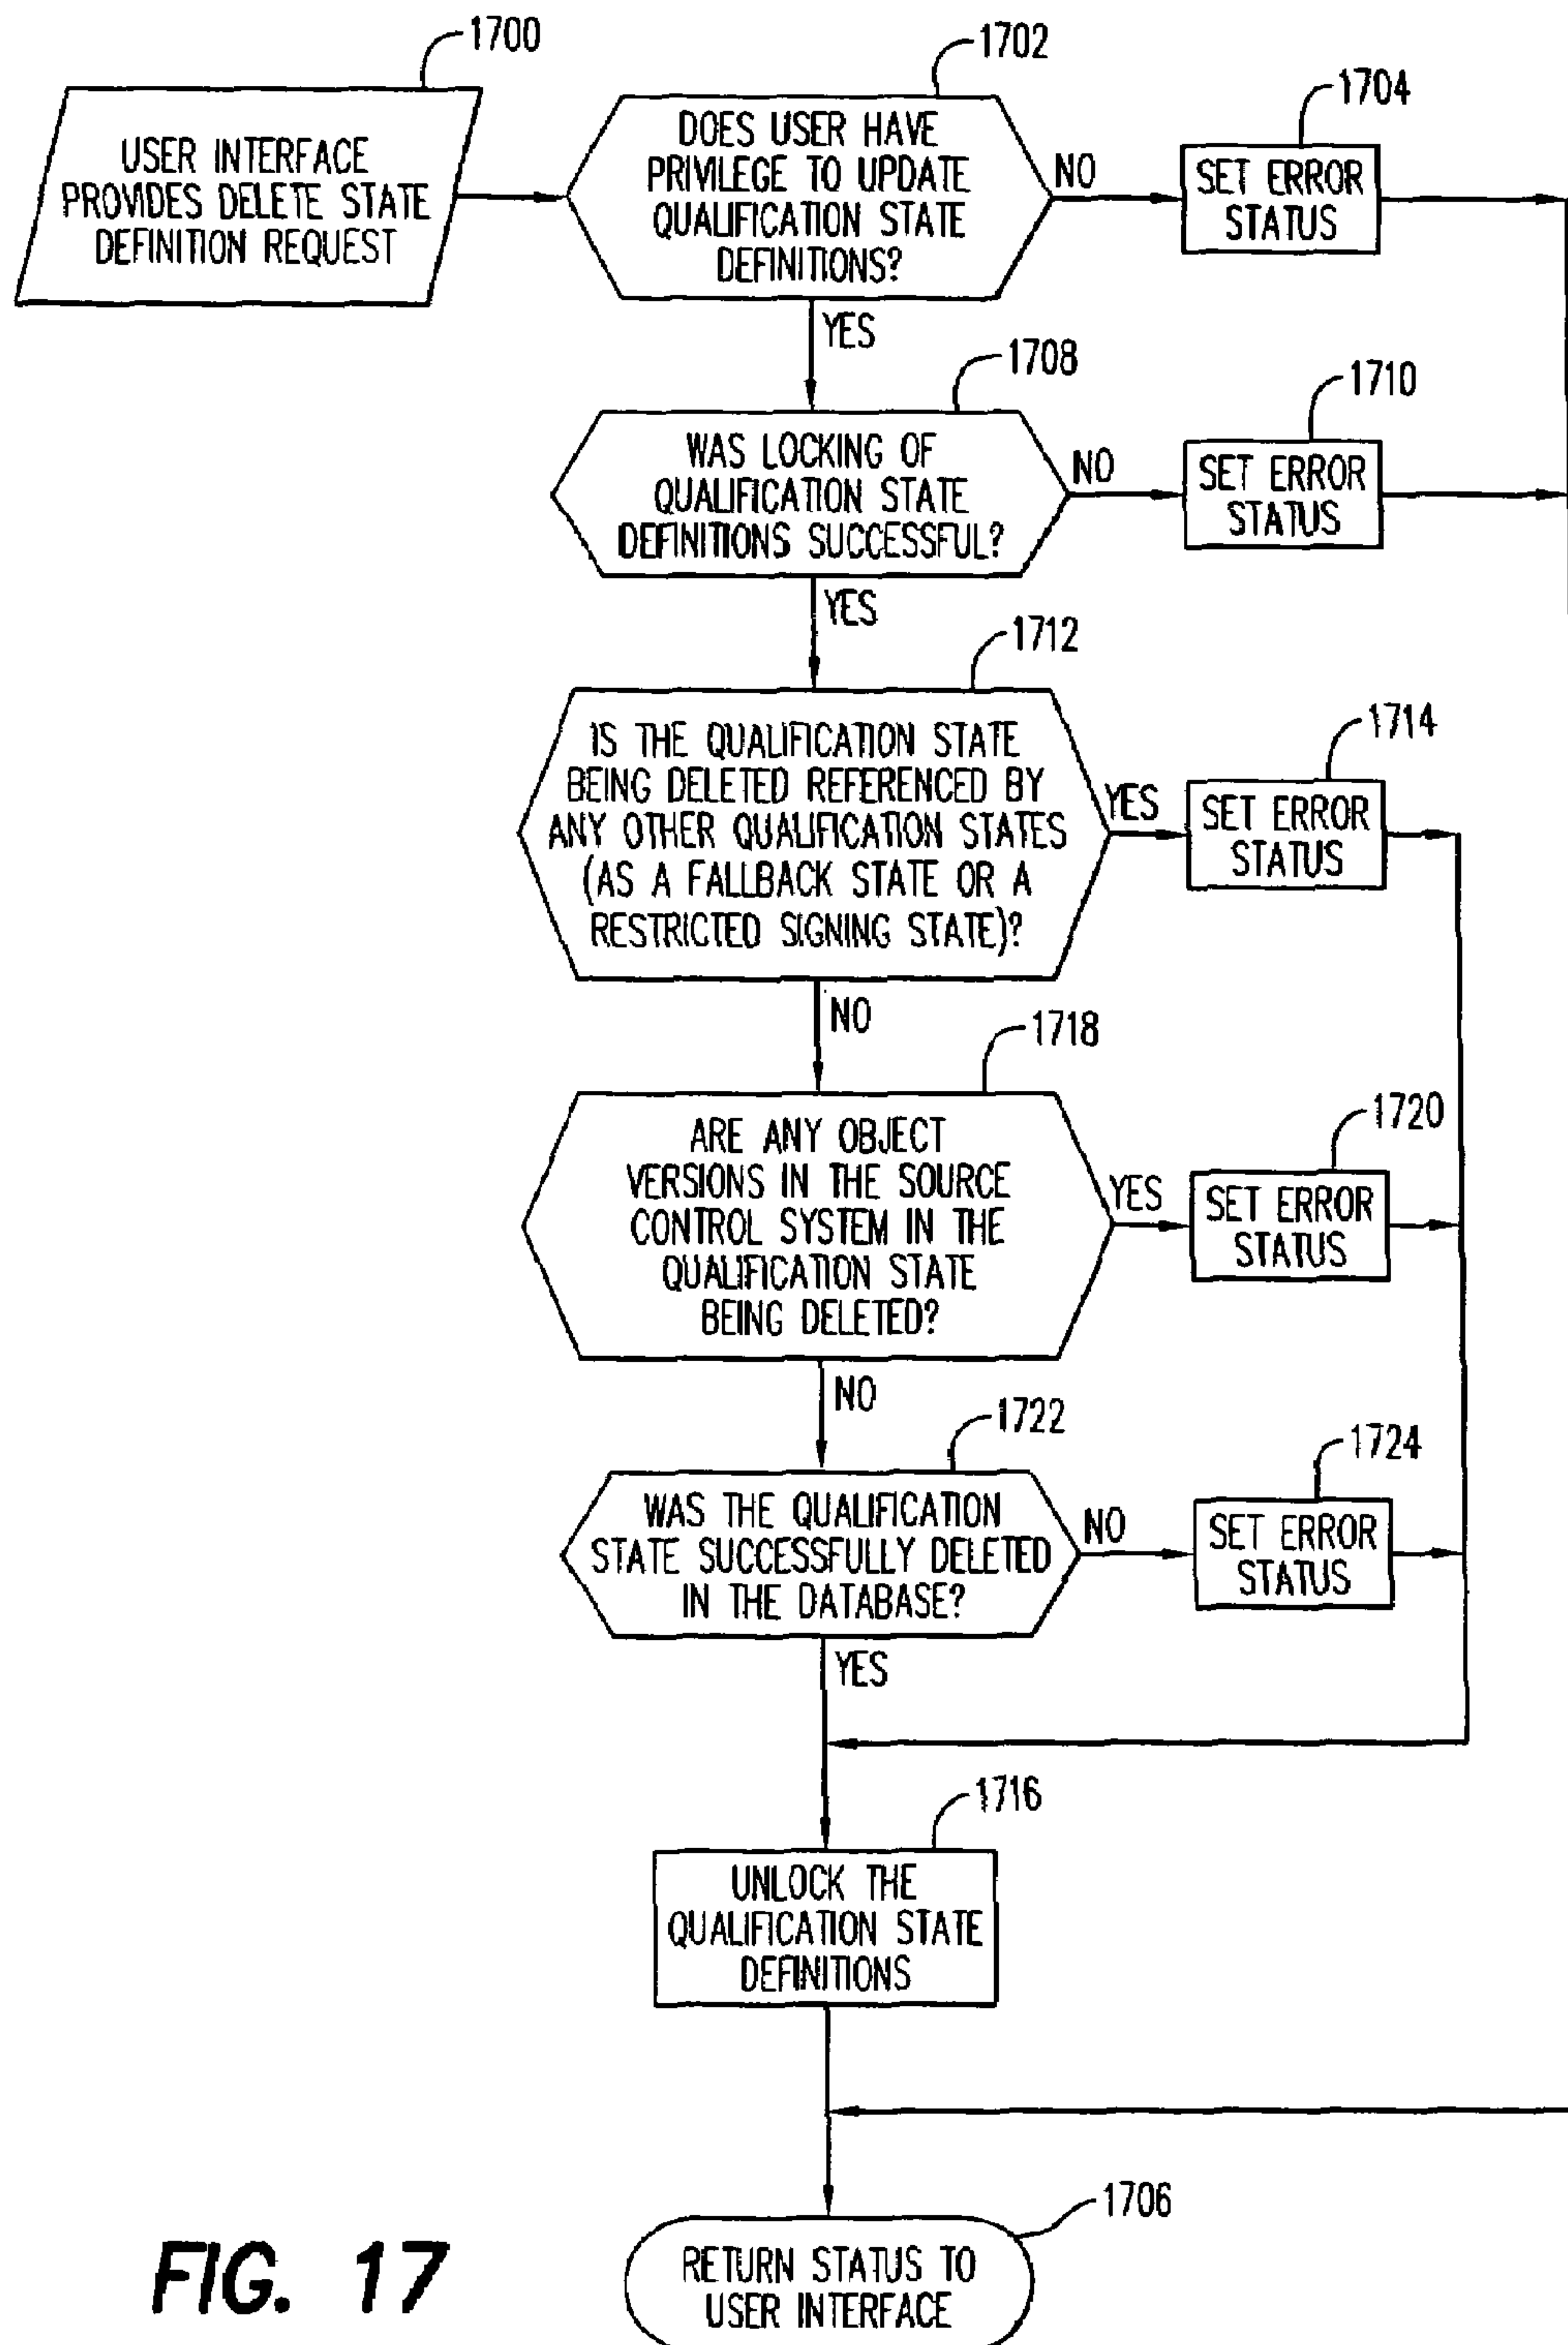 1700
USER INTERFACE
PROVIDES DELETE STATE
DEFINITION REQUEST
1702
DOES USER HAVE
PRIVILEGE TO UPDATE
QUALIFICATION STATE
DEFINITIONS?
NO
1704
SET ERROR
STATUS
YES
1708
WAS LOCKING OF
QUALIFICATION STATE
DEFINITIONS SUCCESSFUL?
NO
1710
SET ERROR
STATUS
YES
1712
IS THE QUALIFICATION STATE
BEING DELETED REFERENCED BY
ANY OTHER QUALIFICATION STATES
(AS A FALLBACK STATE OR A
RESTRICTED SIGNING STATE)?
YES
1714
SET ERROR
STATUS
NO
1718
ARE ANY OBJECT
VERSIONS IN THE SOURCE
CONTROL SYSTEM IN THE
QUALIFICATION STATE
BEING DELETED?
YES
1720
SET ERROR
STATUS
NO
1722
WAS THE QUALIFICATION
STATE SUCCESSFULLY DELETED
IN THE DATABASE?
NO
1724
SET ERROR
STATUS
YES
1716
UNLOCK THE
QUALIFICATION STATE
DEFINITIONS
1706
RETURN STATUS TO
USER INTERFACE
FIG. 17